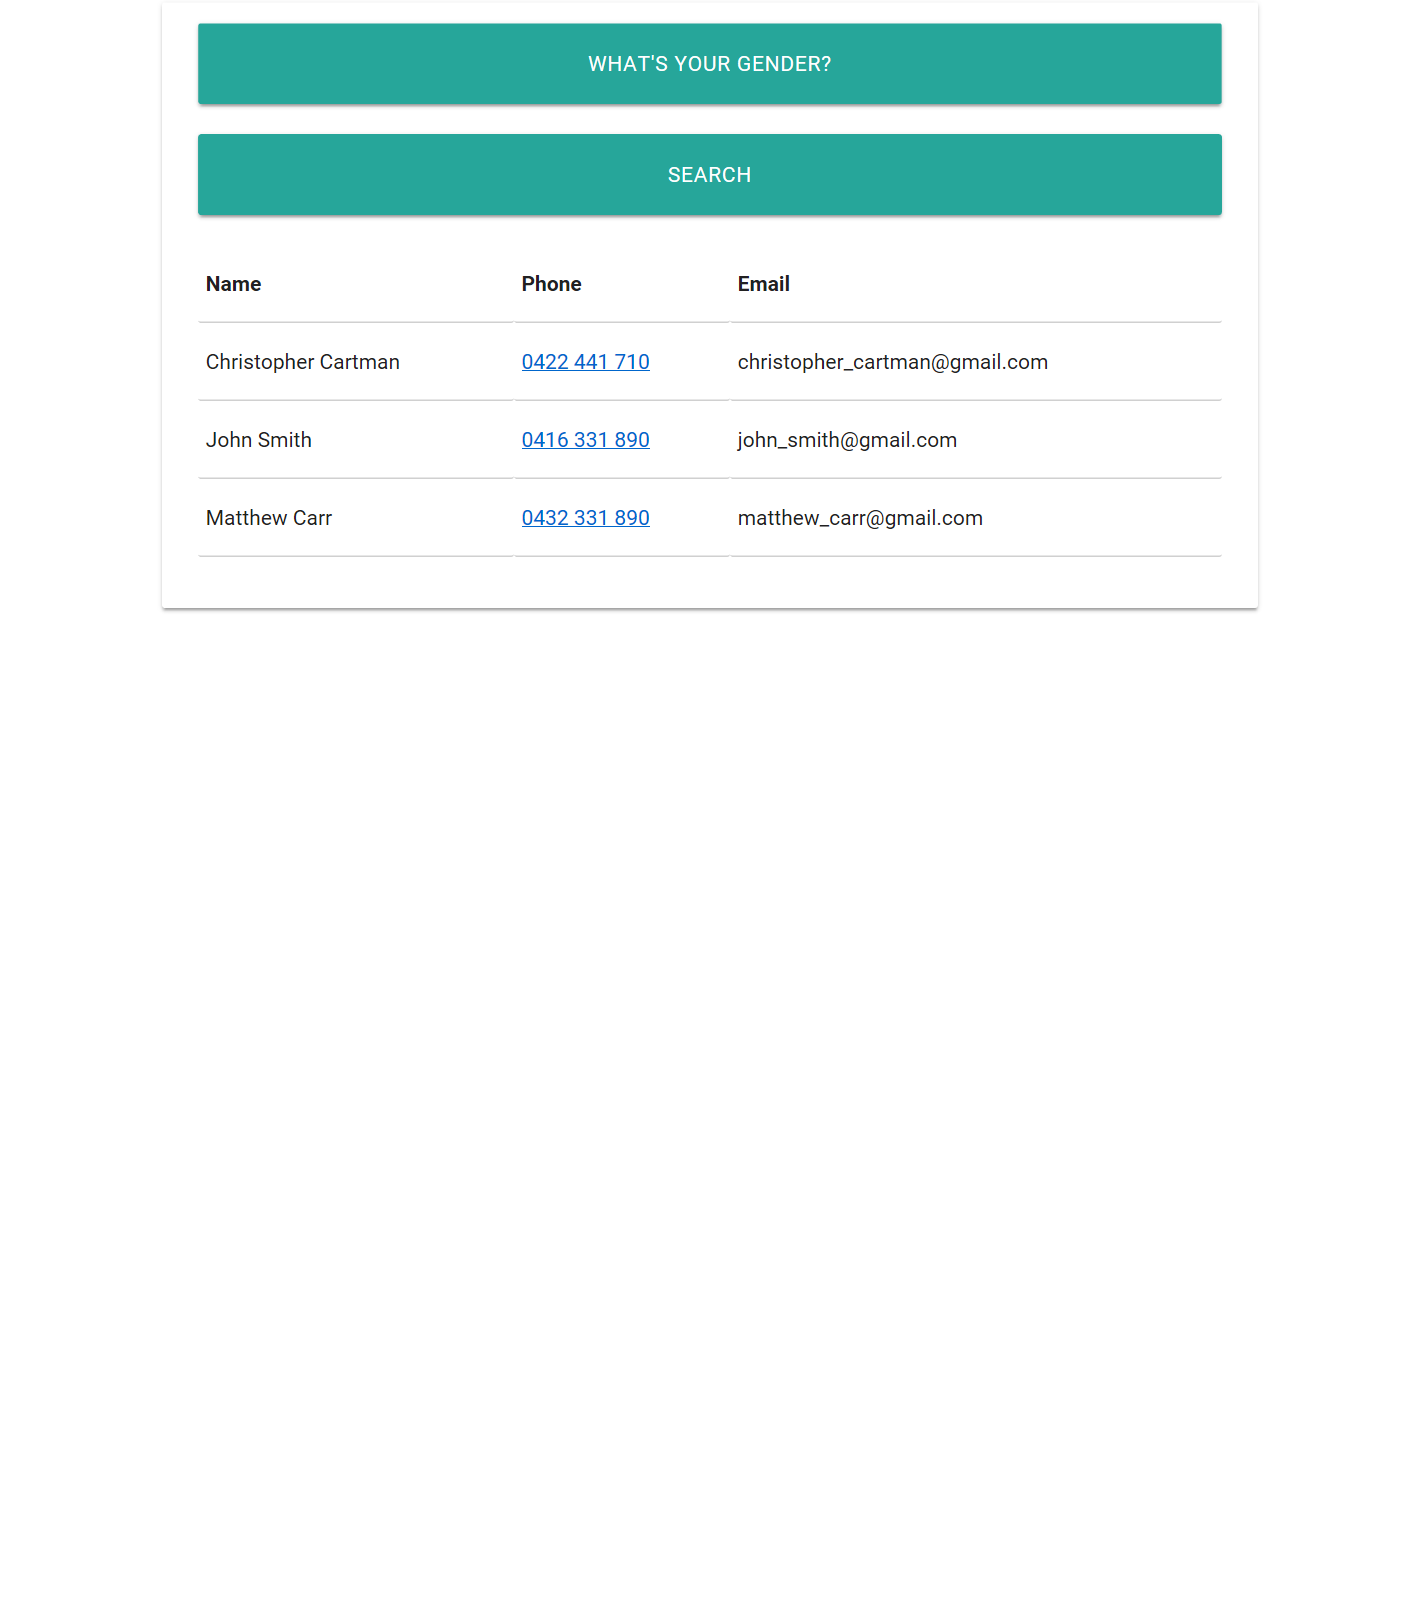 WHAT'S YOUR GENDER?
SEARCH
Name Phone Email
Christopher Cartman 0422 441 710 christopher_cartman@gmail.com
John Smith 0416 331 890 john_smith@gmail.com
Matthew Carr 0432 331 890 matthew_carr@gmail.com